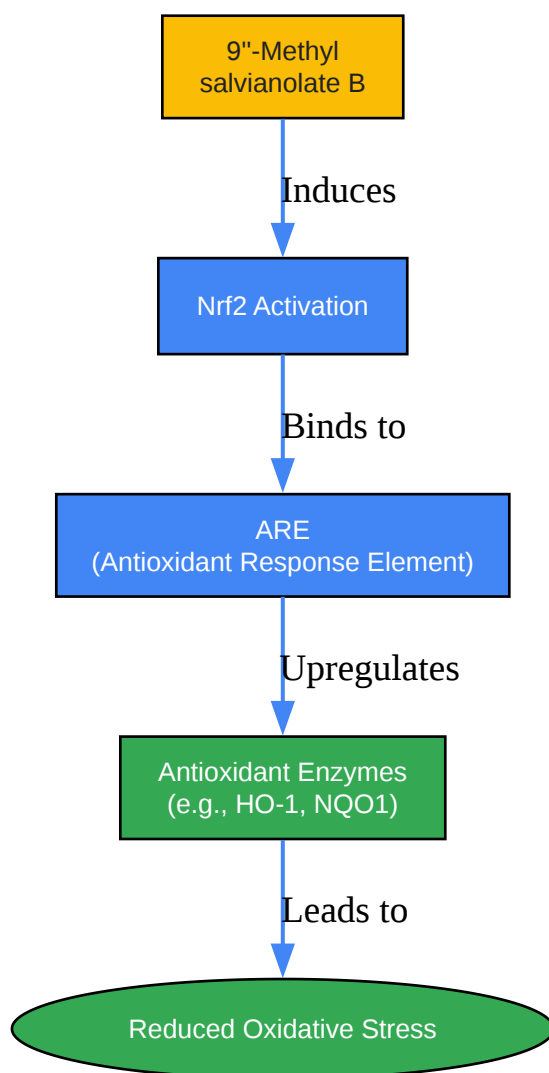 9''-Methyl
salvianolate B
Induces
Nrf2 Activation
Binds to
ARE
(Antioxidant Response Element)
Upregulates
Antioxidant Enzymes
(e.g., HO-1, NQO1)
Leads to
Reduced Oxidative Stress